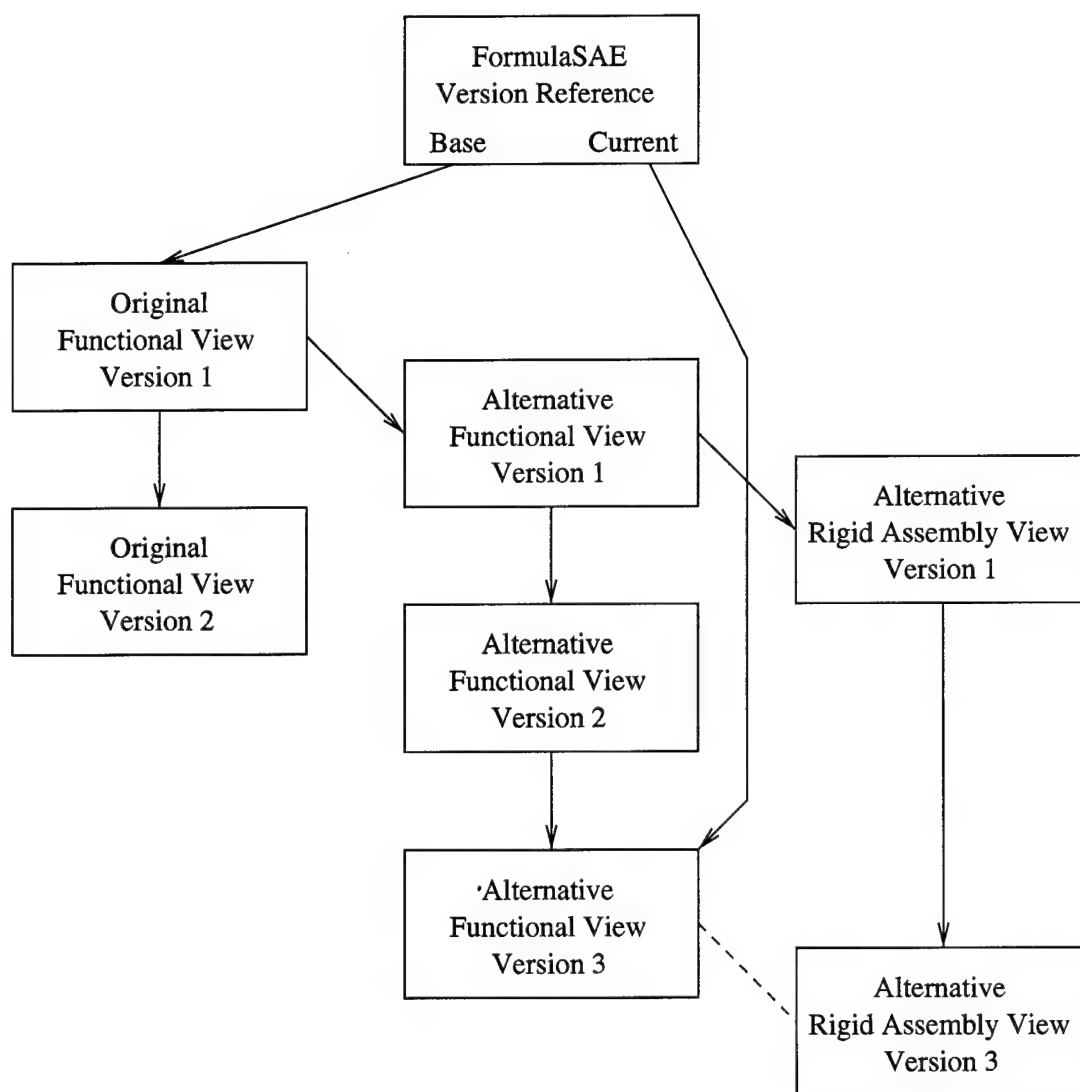 FormulaSAE
Version Reference
Base Current
Original
Functional View
Version 1
Alternative
Functional View
Version 1
Alternative
Rigid Assembly View
Version 1
Original
Functional View
Version 2
Alternative
Functional View
Version 2
Alternative
Functional View
Version 3
Alternative
Rigid Assembly View
Version 3